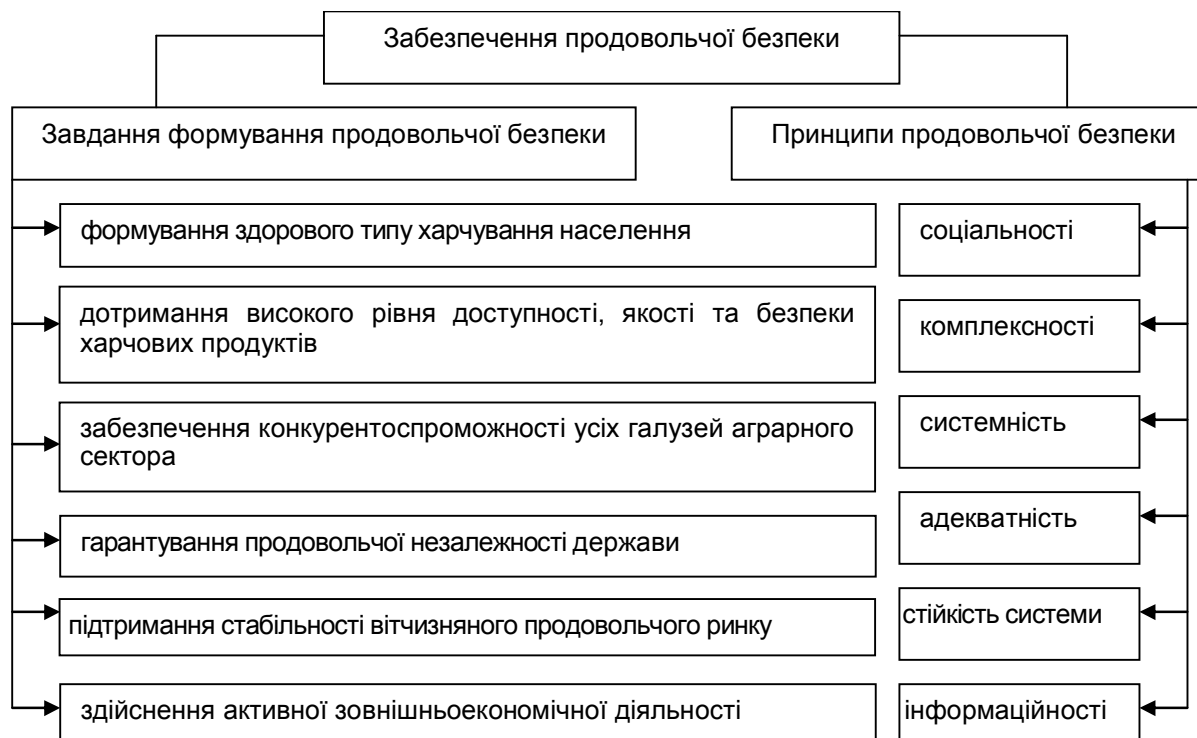 Забезпечення продовольчої безпеки
Завдання формування продовольчої безпеки
формування здорового типу харчування населення
дотримання високого рівня доступності, якості та безпеки
харчових продуктів
забезпечення конкурентоспроможності усіх галузей аграрного
сектора
гарантування продовольчої незалежності держави
підтримання стабільності вітчизняного продовольчого ринку
здійснення активної зовнішньоекономічної діяльності
Принципи продовольчої безпеки
соціальності
комплексності
системність
адекватність
стійкість системи
інформаційності